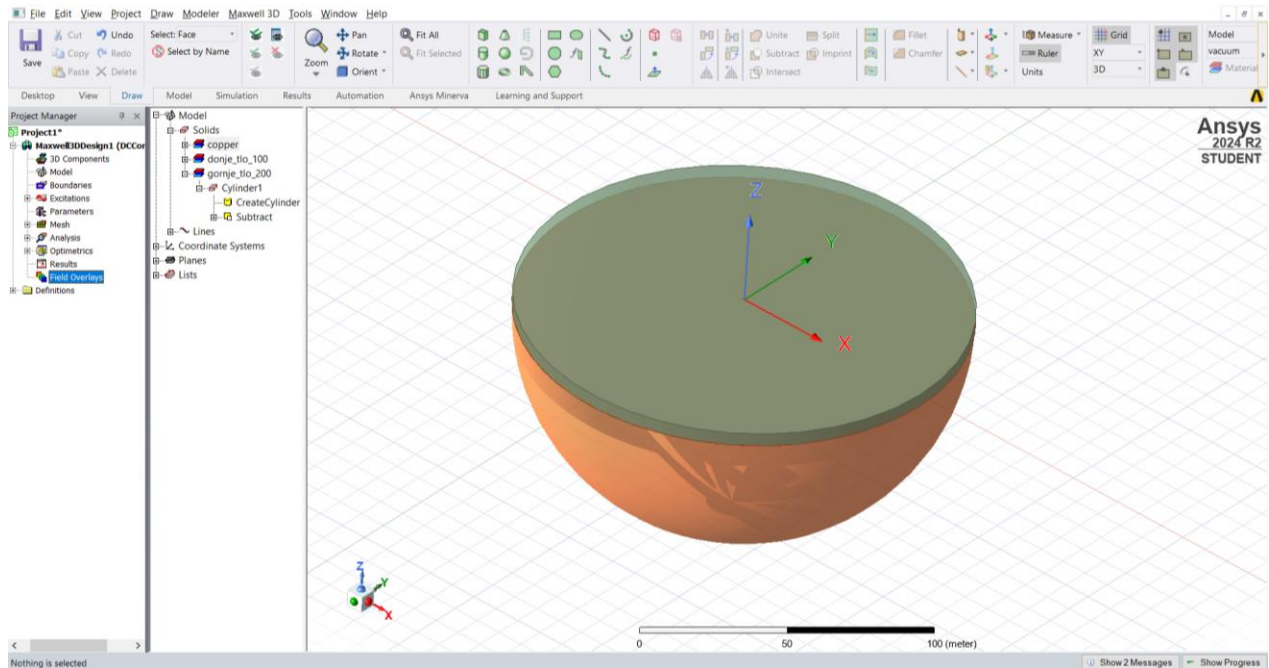 File Edit View Project Draw Modeler Maxwell 3D Tools Window Help
Save
Cut
Copy
Paste
Undo
Redo
Delete
Select: Face
Select by Name
Zoom
Pan
Rotate
Orient
Fit All
Fit Selected
Unite
Subtract
Intersect
Split
Imprint
Fillet
Chamfer
Measure
Ruler
Units
Grid
XY
3D
Model
vacuum
Material
Desktop View Draw Model Simulation Results Automation Ansys Minerva Learning and Support
Project Manager
Project1*
Maxwell3DDesign1 (DCCor
3D Components
Model
Boundaries
Excitations
Parameters
Mesh
Analysis
Optimetrics
Results
Field Overlays
Definitions
Model
Solids
copper
donje_tlo_100
gornje_tlo_200
Cylinder1
CreateCylinder
Subtract
Lines
Coordinate Systems
Planes
Lists
Ansys
2024 R2
STUDENT
Z
Y
X
Z
Y
X
0 50 100 (meter)
Nothing is selected
Show 2 Messages Show Progress